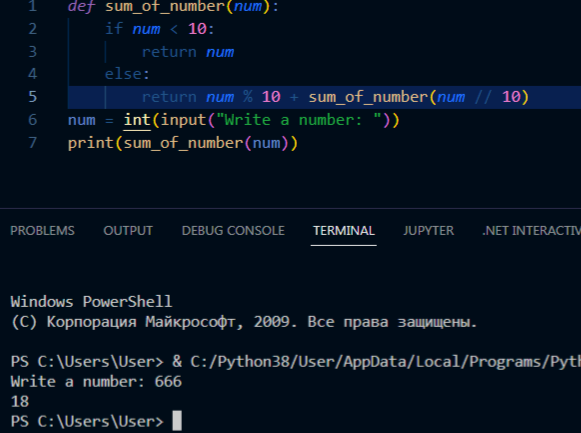 1 def sum_of_number(num):
2 if num < 10:
3 return num
4 else:
5 return num % 10 + sum_of_number(num // 10)
6 num = int(input("Write a number: "))
7 print(sum_of_number(num))
PROBLEMS OUTPUT DEBUG CONSOLE TERMINAL JUPYTER .NET INTERACTIV
Windows PowerShell
(C) Корпорация Майкрософт, 2009. Все права защищены.
PS C:\Users\User> & C:/Python38/User/AppData/Local/Programs/Pyth
Write a number: 666
18
PS C:\Users\User>